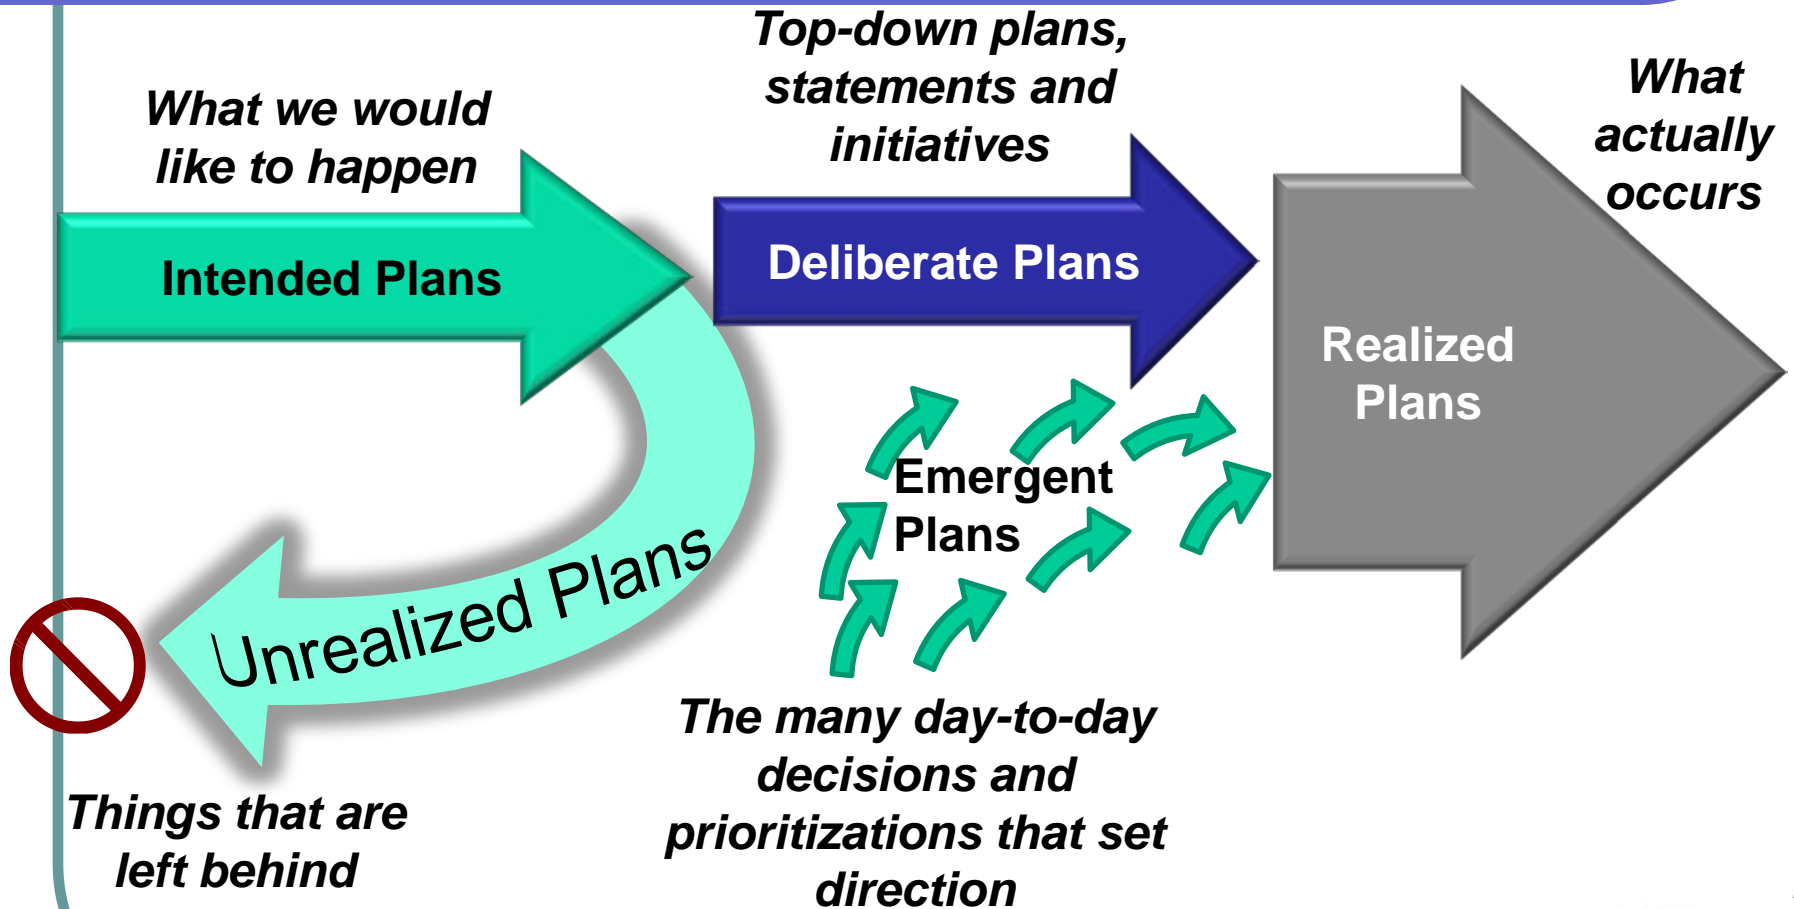 What we would
like to happen
Intended Plans
Top-down plans,
statements and
initiatives
Deliberate Plans
What
actually
occurs
Realized
Plans
Emergent
Plans
Unrealized Plans
The many day-to-day
decisions and
prioritizations that set
direction
Things that are
left behind